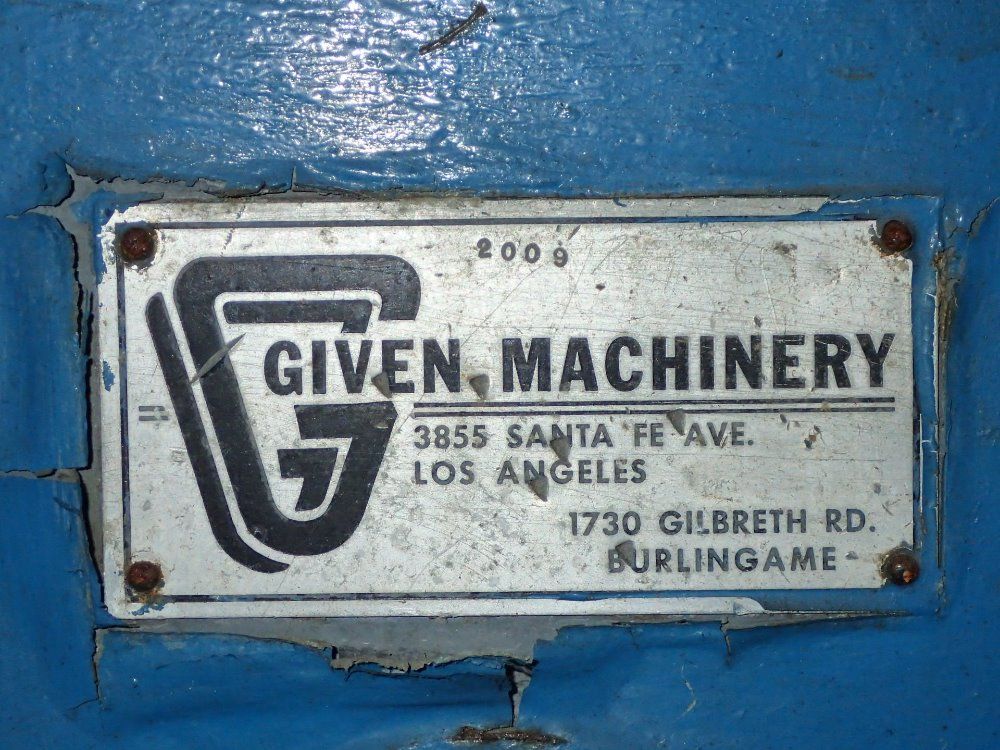 2009
GIVEN MACHINERY
3855 SANTA FE AVE.
LOS ANGELES
1730 GILBRETH RD.
BURLINGAME